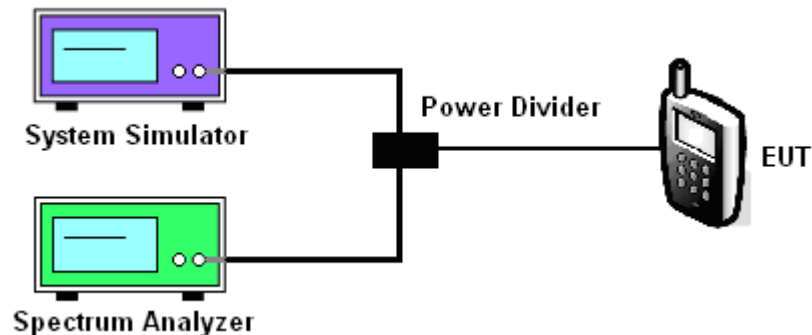 System Simulator
Power Divider
EUT
Spectrum Analyzer